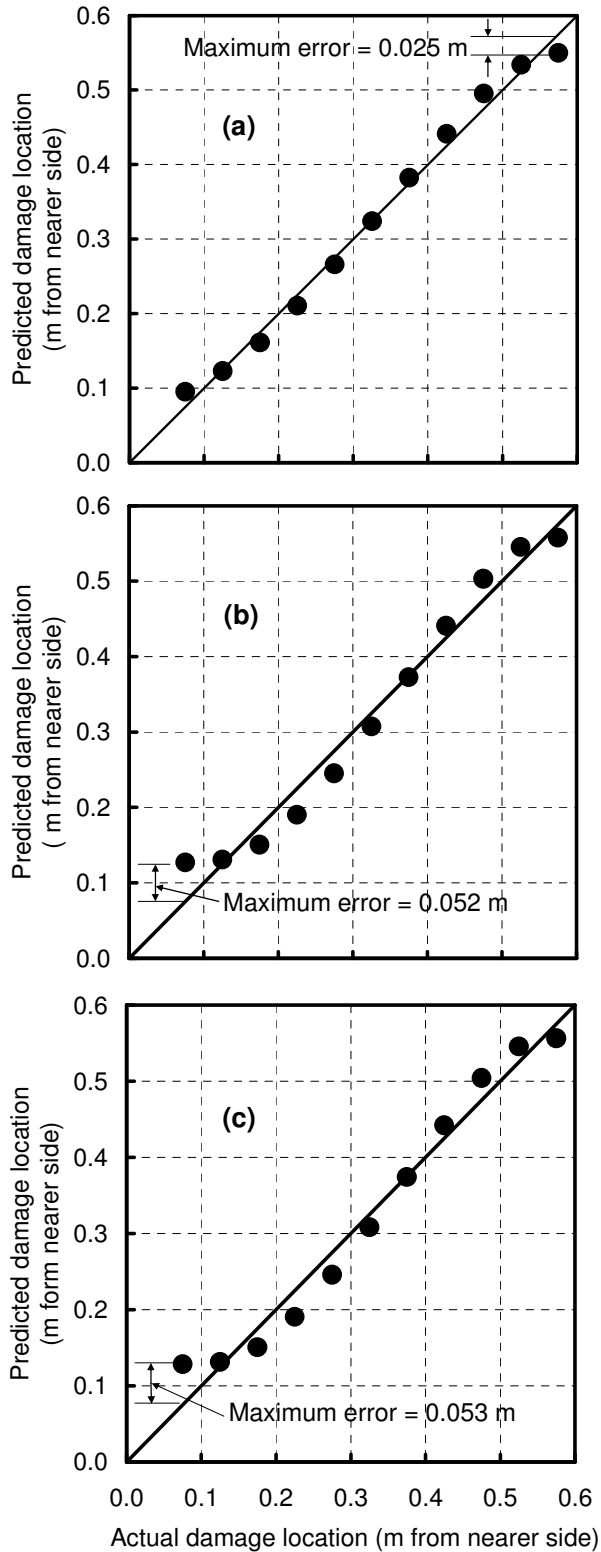 0.6
Maximum error = 0.025 m
0.5
(a)
0.4
0.3
0.2
0.1
0.0
Predicted damage location
(m from nearer side)
0.6
0.5
(b)
0.4
0.3
0.2
0.1
Maximum error = 0.052 m
0.0
Predicted damage location
( m from nearer side)
0.6
0.5
(c)
0.4
0.3
0.2
0.1
Maximum error = 0.053 m
0.0
Predicted damage location
(m form nearer side)
0.0 0.1 0.2 0.3 0.4 0.5 0.6
Actual damage location (m from nearer side)